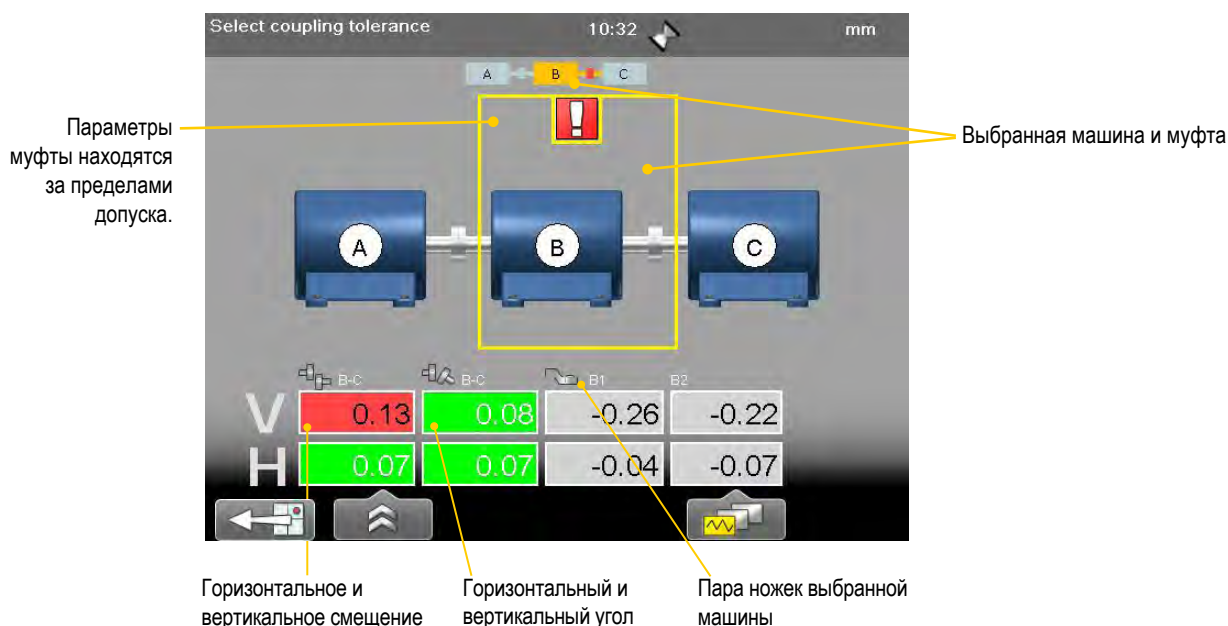 Select coupling tolerance 10:32 mm
A B C
Параметры
муфты находятся
за пределами
допуска.
Выбранная машина и муфта
A B C
B-C B-C B1 B2
V 0.13 0.08 -0.26 -0.22
H 0.07 0.07 -0.04 -0.07
Горизонтальное и
вертикальное смещение
Горизонтальный и
вертикальный угол
Пара ножек выбранной
машины